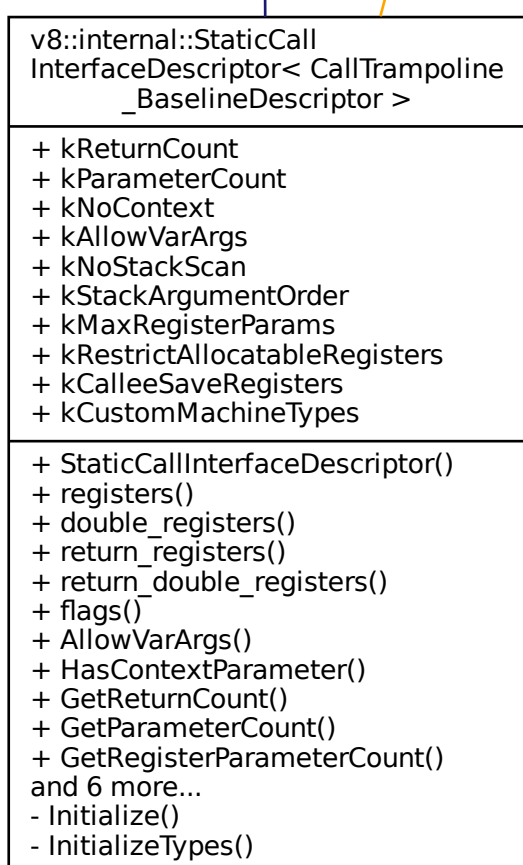 v8::internal::StaticCall
InterfaceDescriptor< CallTrampoline
_BaselineDescriptor >
+ kReturnCount
+ kParameterCount
+ kNoContext
+ kAllowVarArgs
+ kNoStackScan
+ kStackArgumentOrder
+ kMaxRegisterParams
+ kRestrictAllocatableRegisters
+ kCalleeSaveRegisters
+ kCustomMachineTypes
+ StaticCallInterfaceDescriptor()
+ registers()
+ double_registers()
+ return_registers()
+ return_double_registers()
+ flags()
+ AllowVarArgs()
+ HasContextParameter()
+ GetReturnCount()
+ GetParameterCount()
+ GetRegisterParameterCount()
and 6 more...
- Initialize()
- InitializeTypes()